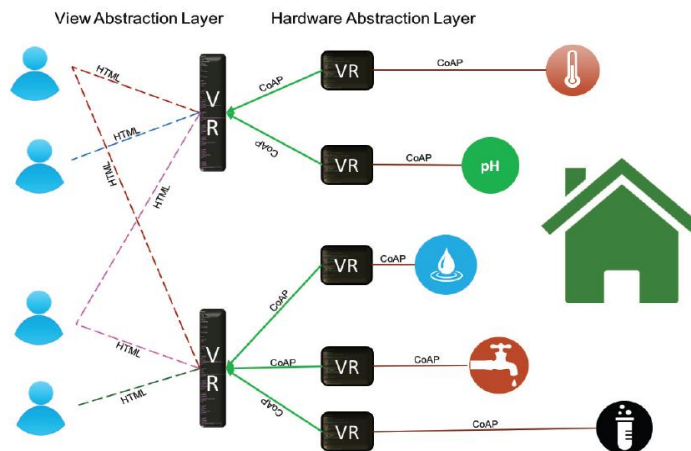 View Abstraction Layer
Hardware Abstraction Layer
HTML
HTML
HTML
HTML
HTML
HTML
V
R
V
R
CoAP
CoAP
CoAP
CoAP
CoAP
VR
CoAP
VR
CoAP
pH
VR
CoAP
VR
CoAP
VR
CoAP